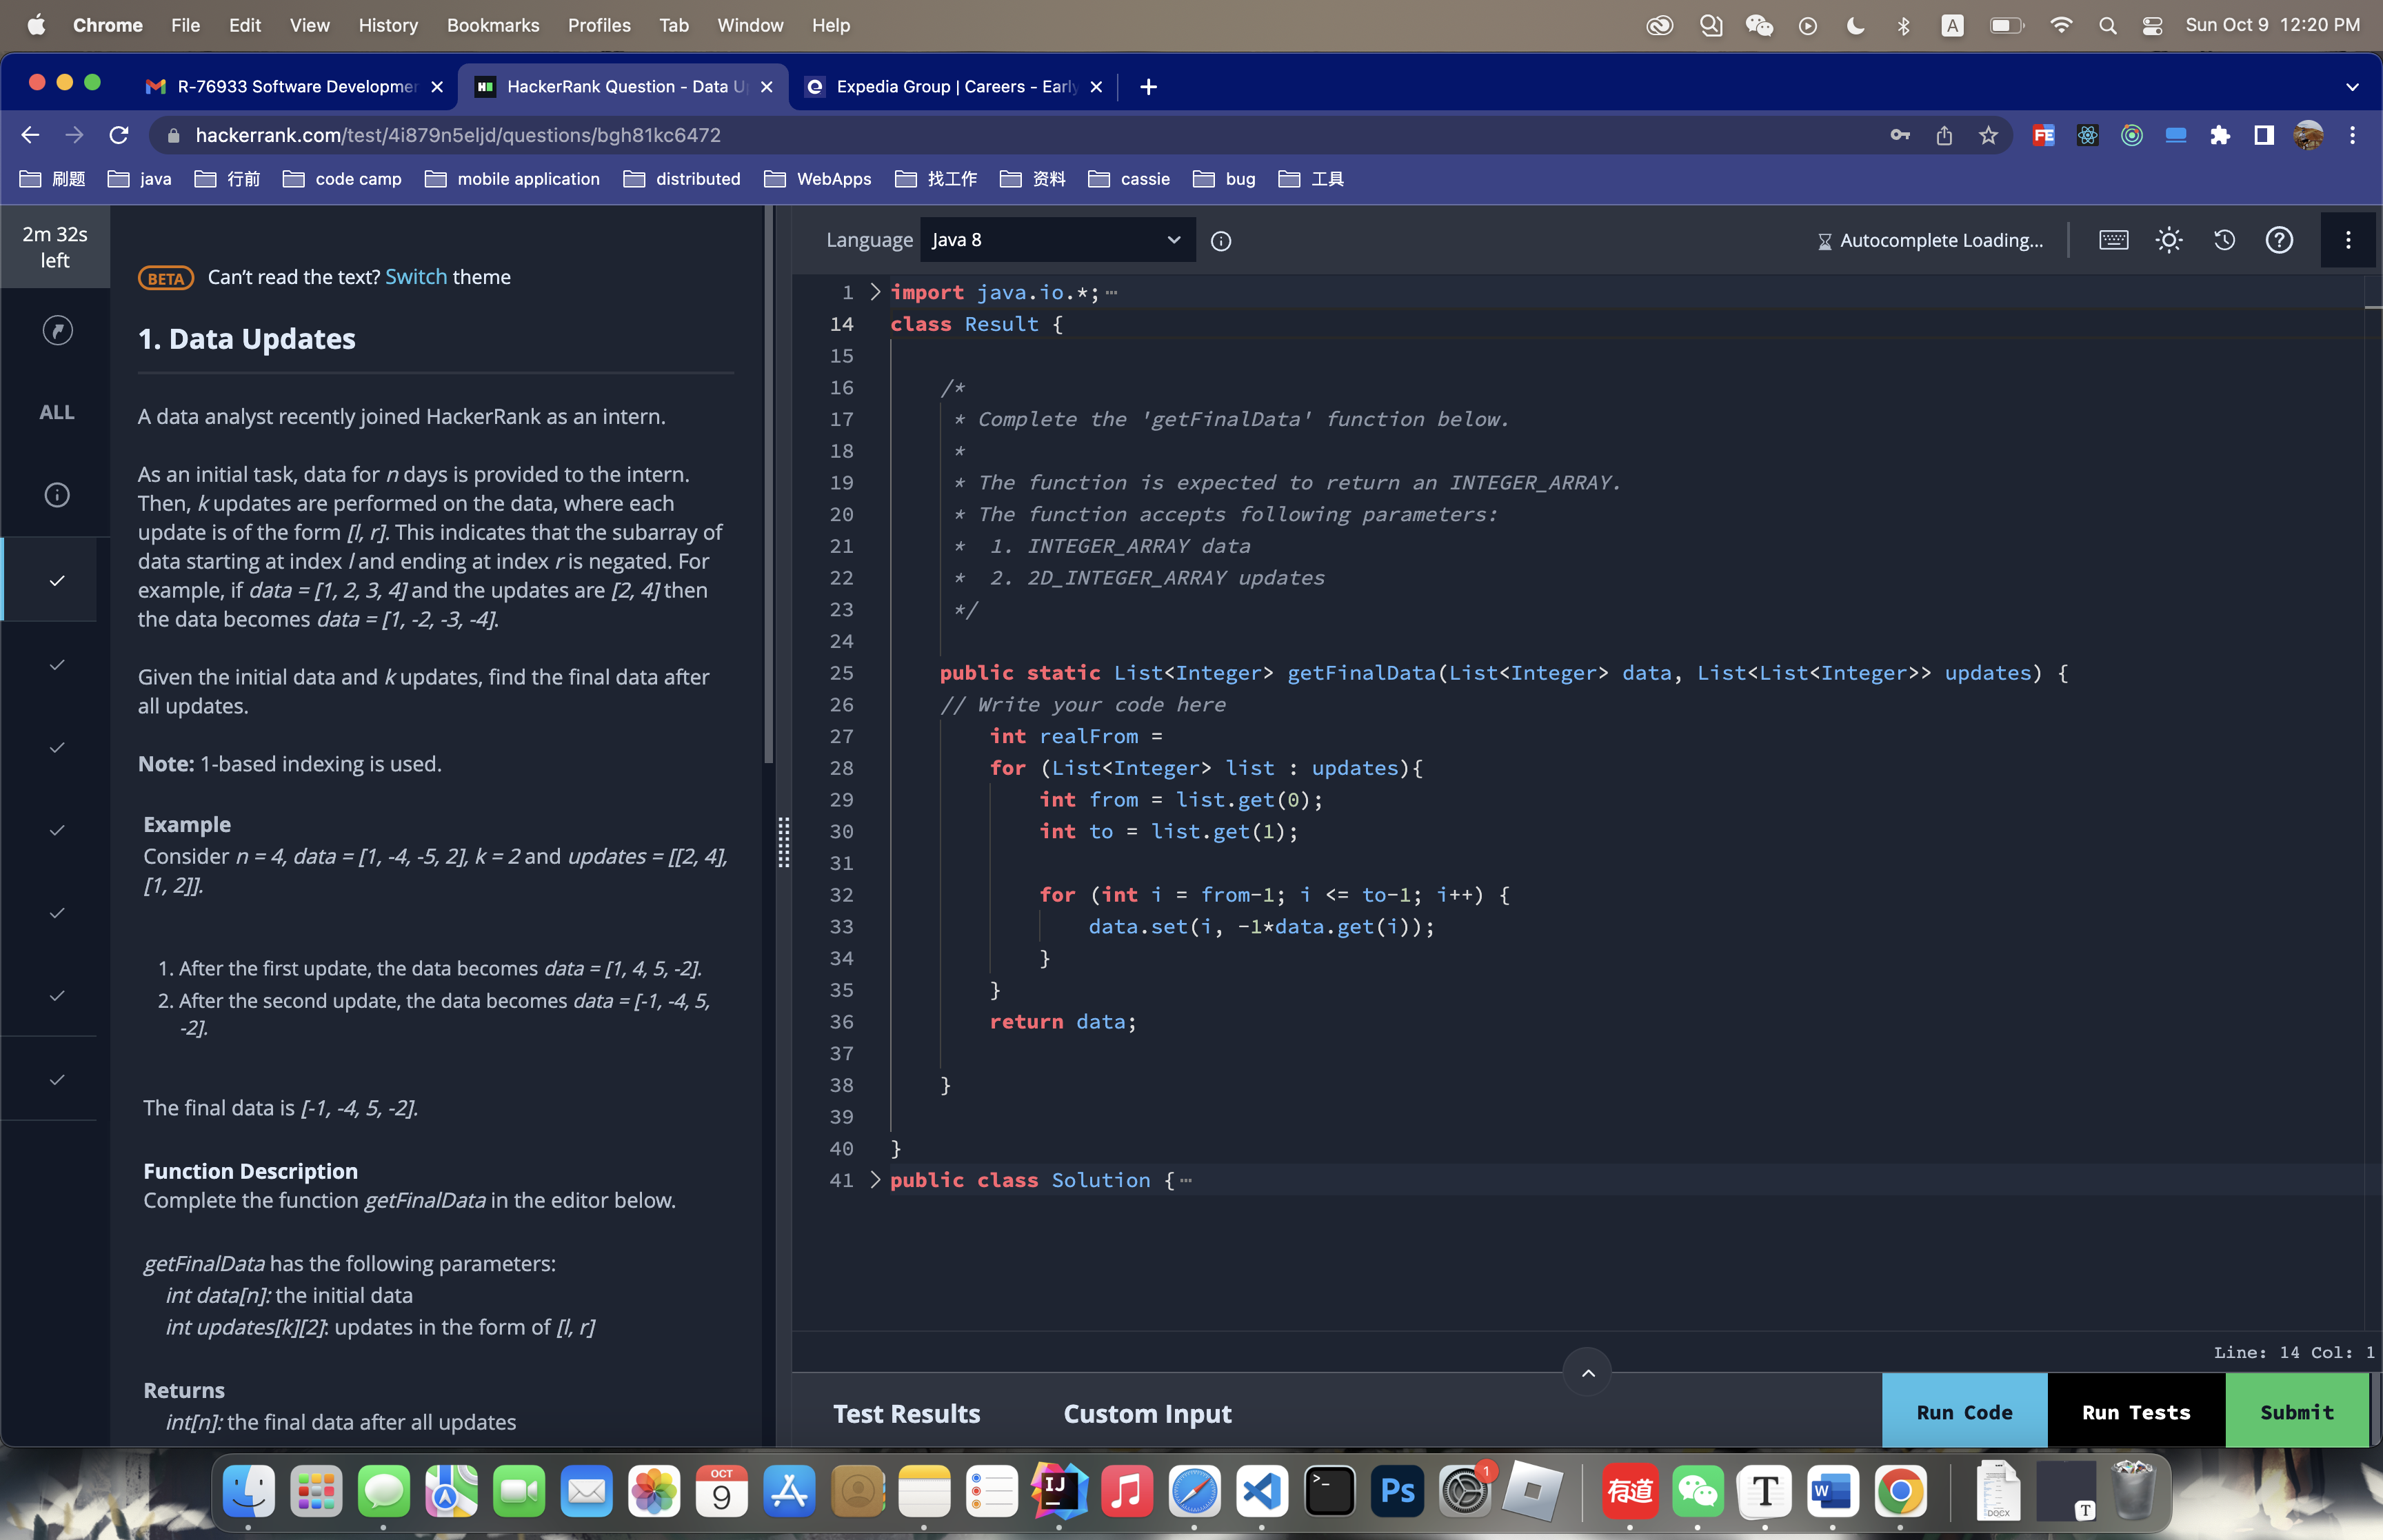 Chrome File Edit View History Bookmarks Profiles Tab Window Help A Sun Oct 9 12:20 PM
R-76933 Software Developmen HackerRank Question - Data U Expedia Group | Careers - Early
hackerrank.com/test/4i879n5eljd/questions/bgh81kc6472 FE
刷题 java 行前 code camp mobile application distributed WebApps 找工作 资料 cassie bug 工具
2m 32s
left
ALL
BETA Can't read the text? Switch theme
1. Data Updates
A data analyst recently joined HackerRank as an intern.
As an initial task, data for n days is provided to the intern.
Then, k updates are performed on the data, where each
update is of the form [l, r]. This indicates that the subarray of
data starting at index l and ending at index r is negated. For
example, if data = [1, 2, 3, 4] and the updates are [2, 4] then
the data becomes data = [1, -2, -3, -4].
Given the initial data and k updates, find the final data after
all updates.
Note: 1-based indexing is used.
Example
Consider n = 4, data = [1, -4, -5, 2], k = 2 and updates = [[2, 4],
[1, 2]].
1. After the first update, the data becomes data = [1, 4, 5, -2].
2. After the second update, the data becomes data = [-1, -4, 5,
-2].
The final data is [-1, -4, 5, -2].
Function Description
Complete the function getFinalData in the editor below.
getFinalData has the following parameters:
int data[n]: the initial data
int updates[k][2]: updates in the form of [l, r]
Returns
int[n]: the final data after all updates
Language Java 8 Autocomplete Loading...
1 import java.io.*;
14 class Result {
15
16 /*
17 * Complete the 'getFinalData' function below.
18 *
19 * The function is expected to return an INTEGER_ARRAY.
20 * The function accepts following parameters:
21 * 1. INTEGER_ARRAY data
22 * 2. 2D_INTEGER_ARRAY updates
23 */
24
25 public static List<Integer> getFinalData(List<Integer> data, List<List<Integer>> updates) {
26 // Write your code here
27 int realFrom =
28 for (List<Integer> list : updates){
29 int from = list.get(0);
30 int to = list.get(1);
31
32 for (int i = from-1; i <= to-1; i++) {
33 data.set(i, -1*data.get(i));
34 }
35 }
36 return data;
37
38 }
39
40 }
41 public class Solution {
Line: 14 Col: 1
Test Results Custom Input Run Code Run Tests Submit
OCT
9
IJ
Ps
1
有道
T
W
DOCX
T